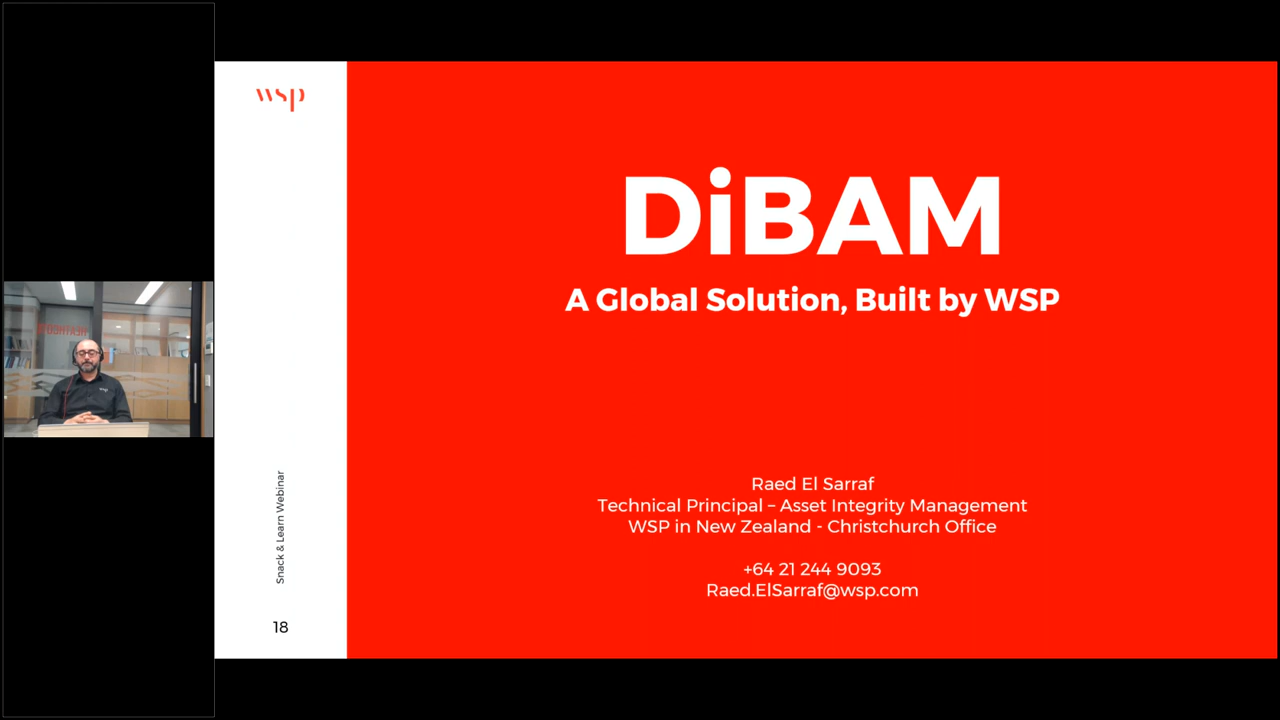 wsp
DiBAM
A Global Solution, Built by WSP
Raed El Sarraf
Technical Principal – Asset Integrity Management
WSP in New Zealand - Christchurch Office
+64 21 244 9093
Raed.ElSarraf@wsp.com
Snack & Learn Webinar
18
wsp